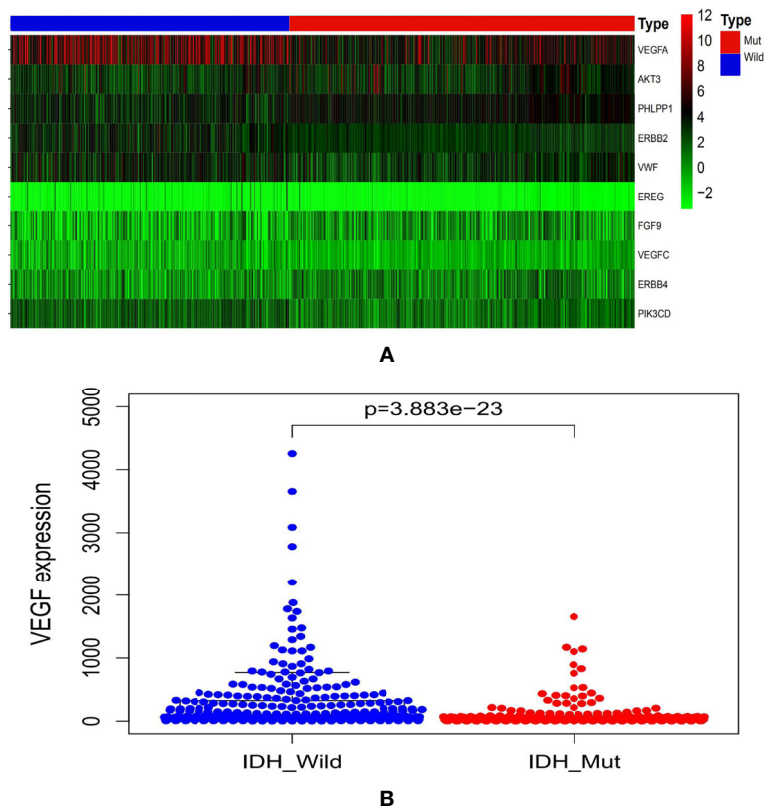 Type
VEGFA
AKT3
PHLPP1
ERBB2
VWF
EREG
FGF9
VEGFC
ERBB4
PIK3CD
12
10
8
6
4
2
0
−2
Type
Mut
Wild
A
p=3.883e−23
VEGF expression
5000
4000
3000
2000
1000
0
IDH_Wild IDH_Mut
B